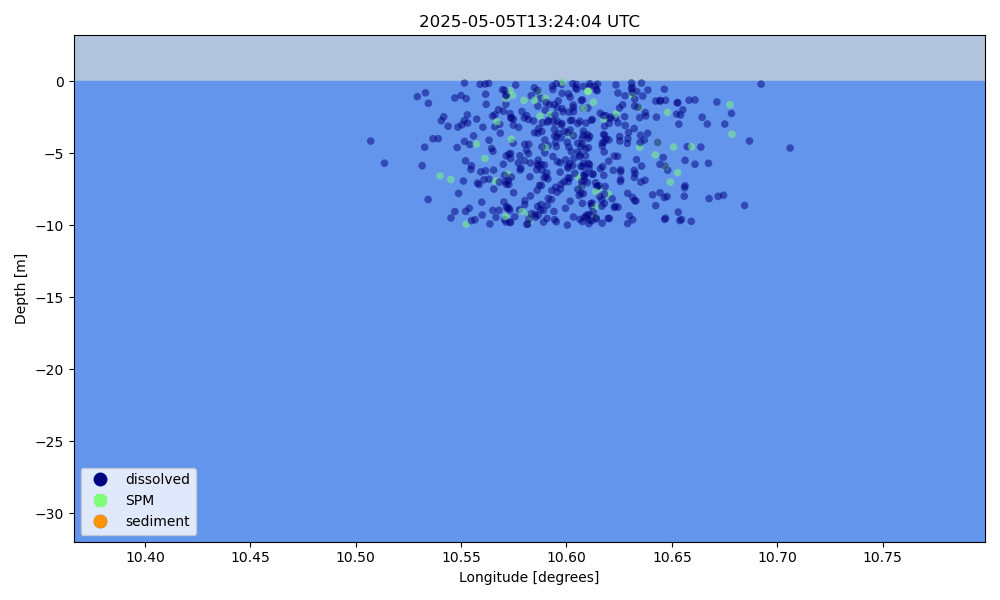 2025-05-05T13:24:04 UTC
Depth [m]
0
−5
−10
−15
−20
−25
−30
dissolved
SPM
sediment
10.40 10.45 10.50 10.55 10.60 10.65 10.70 10.75
Longitude [degrees]